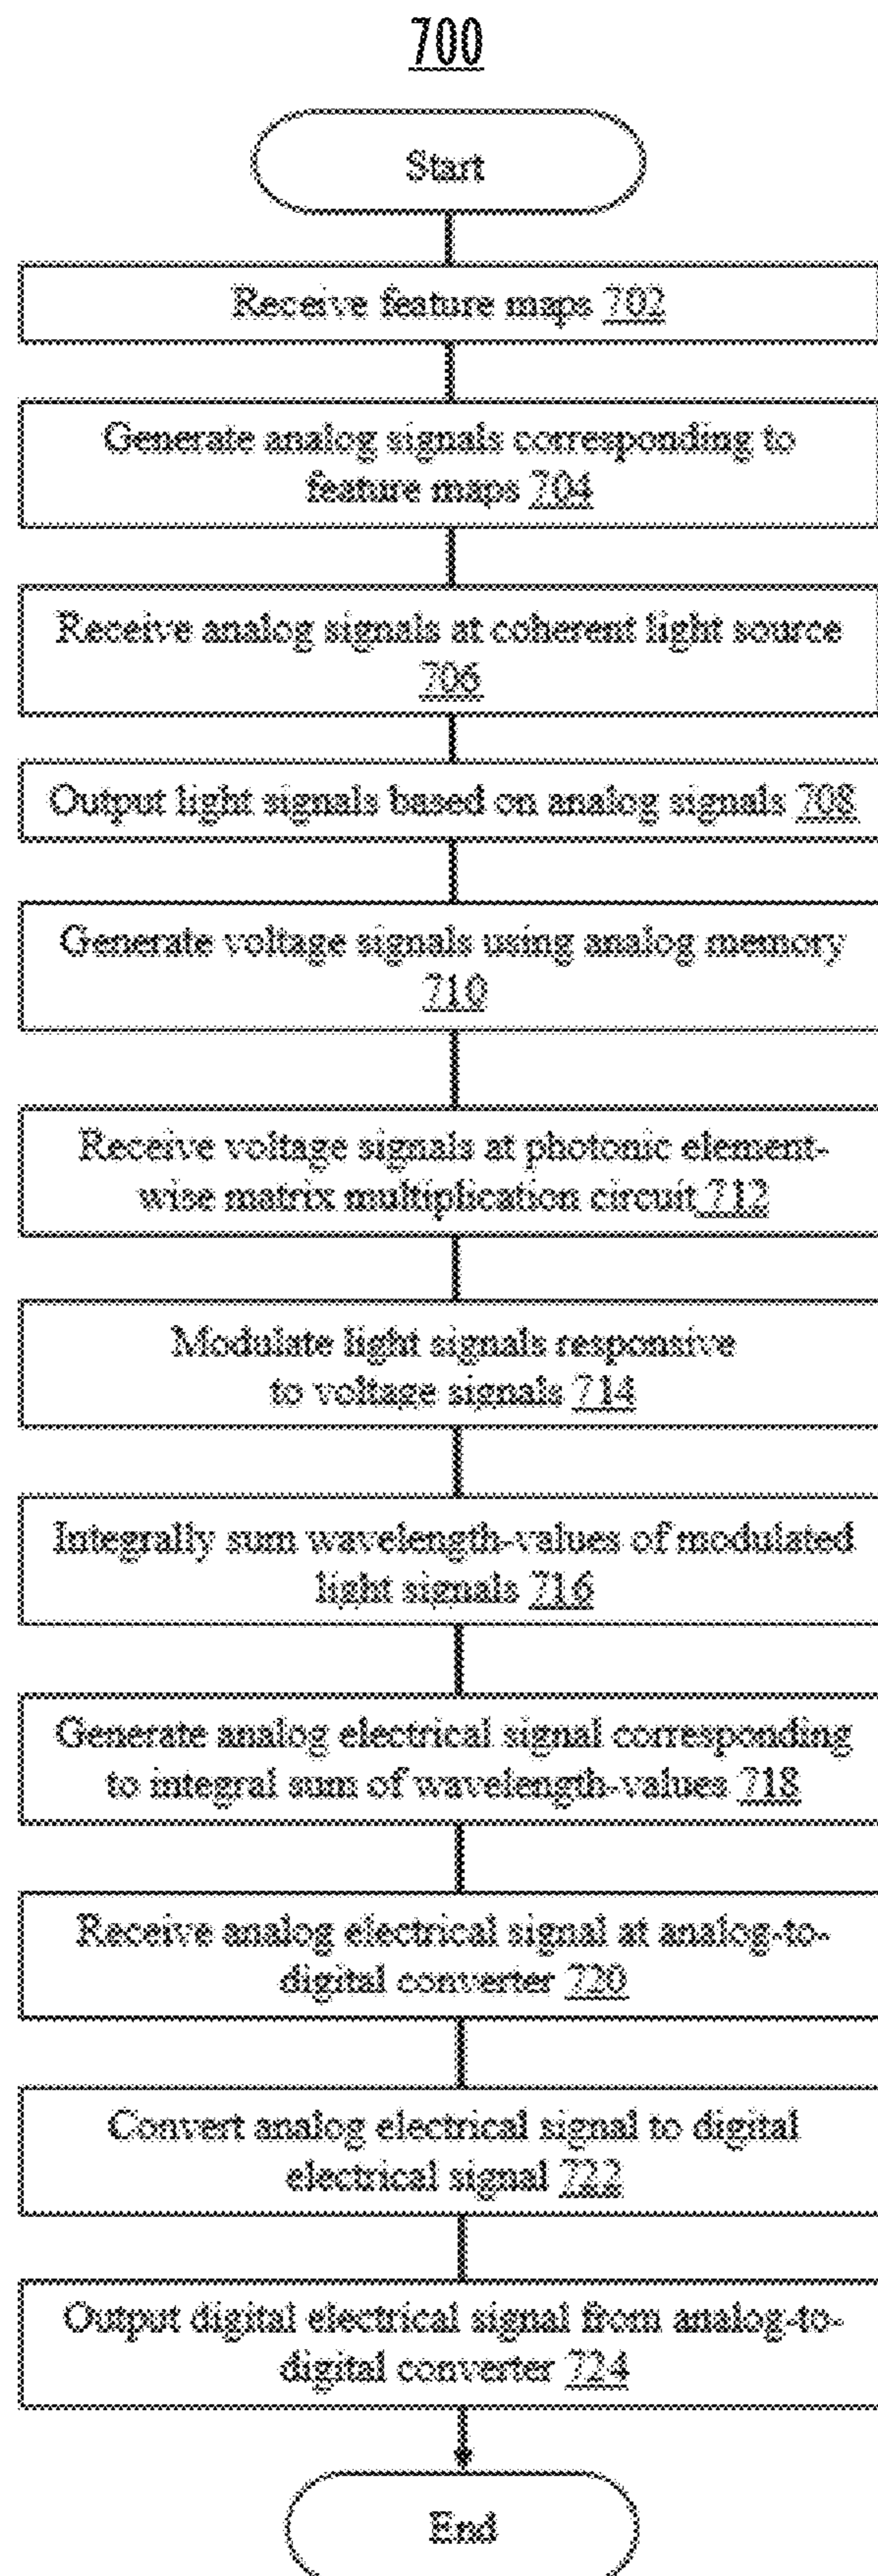 700
Start
Receive feature maps 702
Generate analog signals corresponding to
feature maps 704
Receive analog signals at coherent light source
706
Output light signals based on analog signals 708
Generate voltage signals using analog memory
710
Receive voltage signals at photonic element-
wise matrix multiplication circuit 712
Modulate light signals responsive
to voltage signals 714
Integrally sum wavelength-values of modulated
light signals 716
Generate analog electrical signal corresponding
to integral sum of wavelength-values 718
Receive analog electrical signal at analog-to-
digital converter 720
Convert analog electrical signal to digital
electrical signal 722
Output digital electrical signal from analog-to-
digital converter 724
End